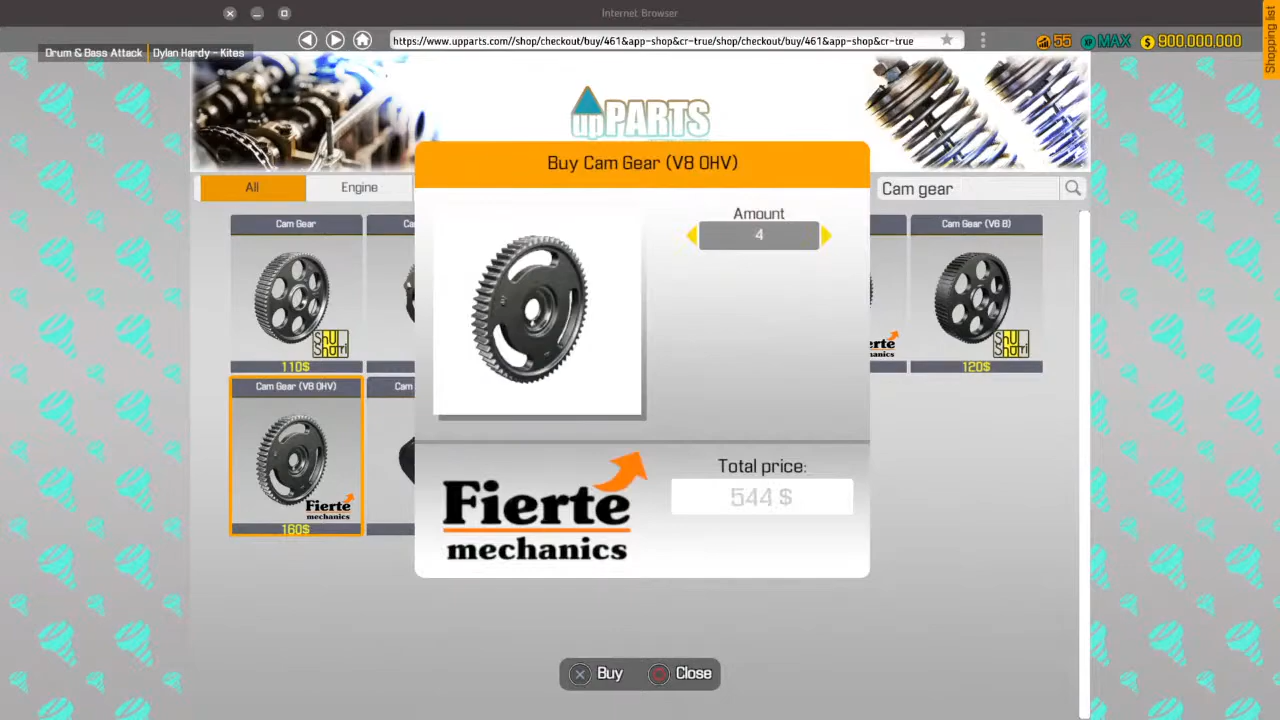 Internet Browser
Drum & Bass Attack
Dylan Hardy - Kites
https://www.upparts.com//shop/checkout/buy/461&app-shop&cr-true/shop/checkout/buy/461&app-shop&cr-true
55
XP MAX
$ 900,000,000
Shopping list
upPARTS
Buy Cam Gear (V8 OHV)
All
Engine
Cam gear
Amount
4
Cam Gear
Ca
Cam Gear (V8 B)
110$
120$
Cam Gear (V8 OHV)
Cam
Fierte
mechanics
160$
Total price:
544 $
Fierte
mechanics
Buy
Close